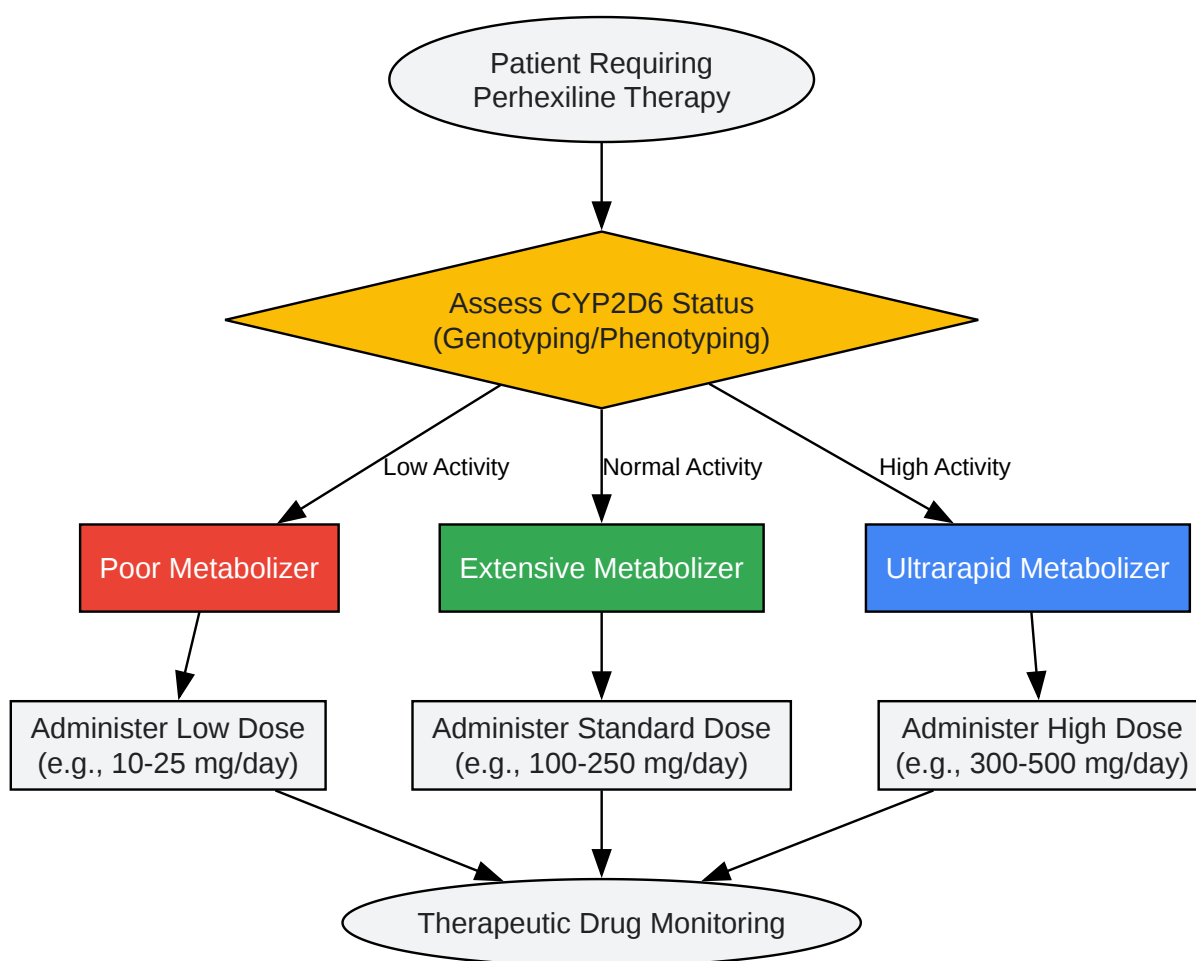 Patient Requiring
Perhexiline Therapy
Assess CYP2D6 Status
(Genotyping/Phenotyping)
Low Activity
Normal Activity
High Activity
Poor Metabolizer
Extensive Metabolizer
Ultrarapid Metabolizer
Administer Low Dose
(e.g., 10-25 mg/day)
Administer Standard Dose
(e.g., 100-250 mg/day)
Administer High Dose
(e.g., 300-500 mg/day)
Therapeutic Drug Monitoring